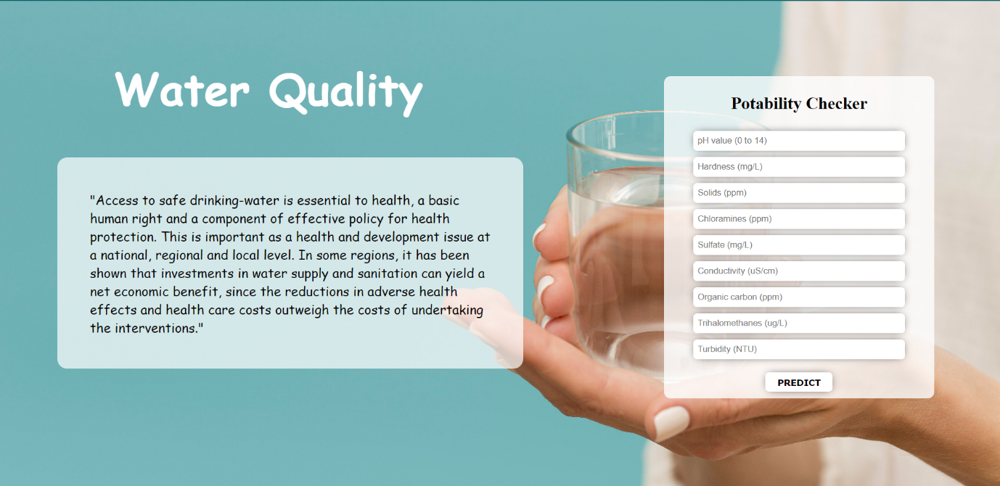 Water Quality
"Access to safe drinking-water is essential to health, a basic
human right and a component of effective policy for health
protection. This is important as a health and development issue at
a national, regional and local level. In some regions, it has been
shown that investments in water supply and sanitation can yield a
net economic benefit, since the reductions in adverse health
effects and health care costs outweigh the costs of undertaking
the interventions."
Potability Checker
pH value (0 to 14)
Hardness (mg/L)
Solids (ppm)
Chloramines (ppm)
Sulfate (mg/L)
Conductivity (uS/cm)
Organic carbon (ppm)
Trihalomethanes (ug/L)
Turbidity (NTU)
PREDICT